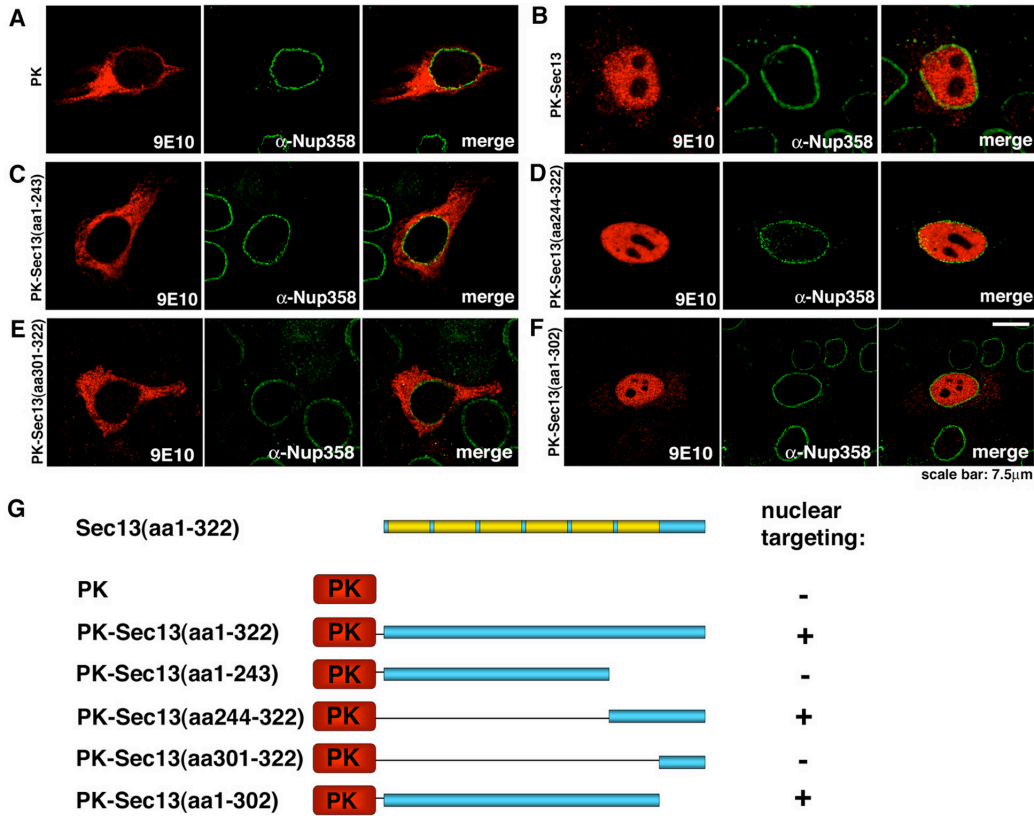 A
PK
9E10
α-Nup358
merge
B
PK-Sec13
9E10
α-Nup358
merge
C
PK-Sec13(aa1-243)
9E10
α-Nup358
merge
D
PK-Sec13(aa244-322)
9E10
α-Nup358
merge
E
PK-Sec13(aa301-322)
9E10
α-Nup358
merge
F
PK-Sec13(aa1-302)
9E10
α-Nup358
merge
scale bar: 7.5μm
G
Sec13(aa1-322)
nuclear
targeting:
PK PK -
PK-Sec13(aa1-322) PK +
PK-Sec13(aa1-243) PK -
PK-Sec13(aa244-322) PK +
PK-Sec13(aa301-322) PK -
PK-Sec13(aa1-302) PK +